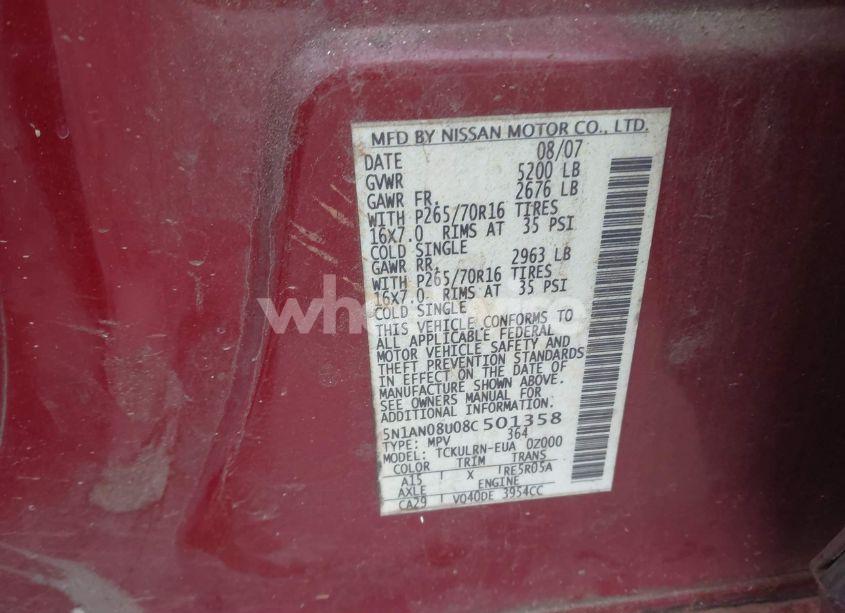 MFD BY NISSAN MOTOR CO., LTD.
DATE 08/07
GVWR 5200 LB
GAWR FR. 2676 LB
WITH P265/70R16 TIRES
16X7.0 RIMS AT 35 PSI
COLD SINGLE
GAWR RR. 2963 LB
WITH P265/70R16 TIRES
16X7.0 RIMS AT 35 PSI
COLD SINGLE
THIS VEHICLE CONFORMS TO
ALL APPLICABLE FEDERAL
MOTOR VEHICLE SAFETY AND
THEFT PREVENTION STANDARDS
IN EFFECT ON THE DATE OF
MANUFACTURE SHOWN ABOVE.
SEE OWNERS MANUAL FOR
ADDITIONAL INFORMATION.
5N1AN08U08C501358
TYPE: MPV 364
MODEL: TCKULRN-EUA 0Z000
COLOR TRIM TRANS
A15 X RE5R05A
AXLE ENGINE
CA29 VQ40DE 3954CC